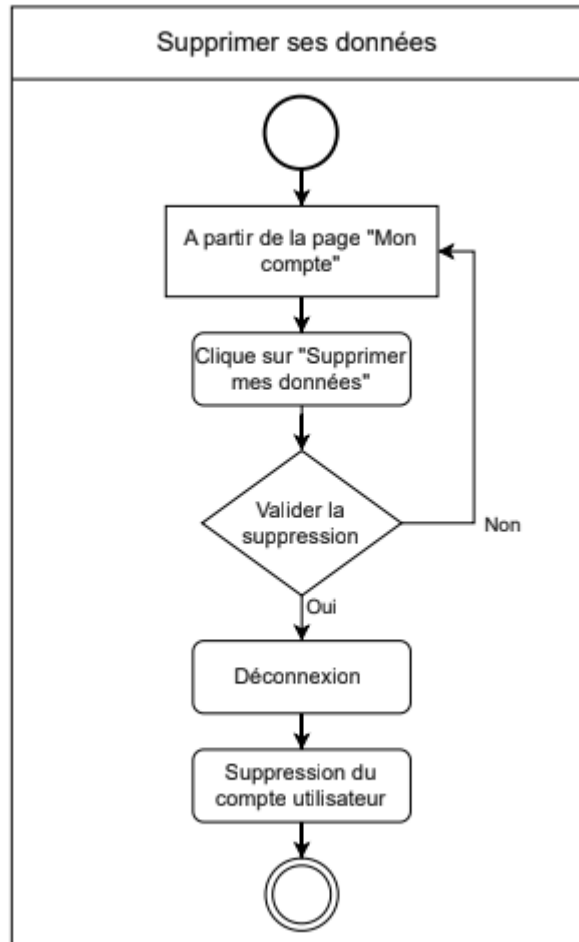 Supprimer ses données
A partir de la page "Mon
compte"
Clique sur "Supprimer
mes données"
Valider la
suppression
Non
Oui
Déconnexion
Suppression du
compte utilisateur